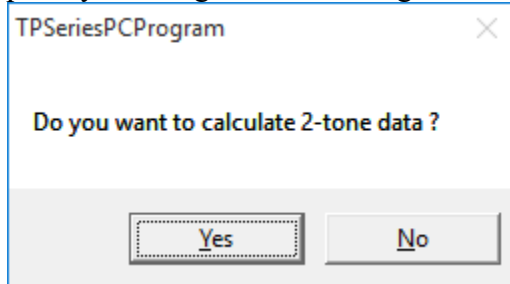 TPSeriesPCProgram
Do you want to calculate 2-tone data ?
Yes No